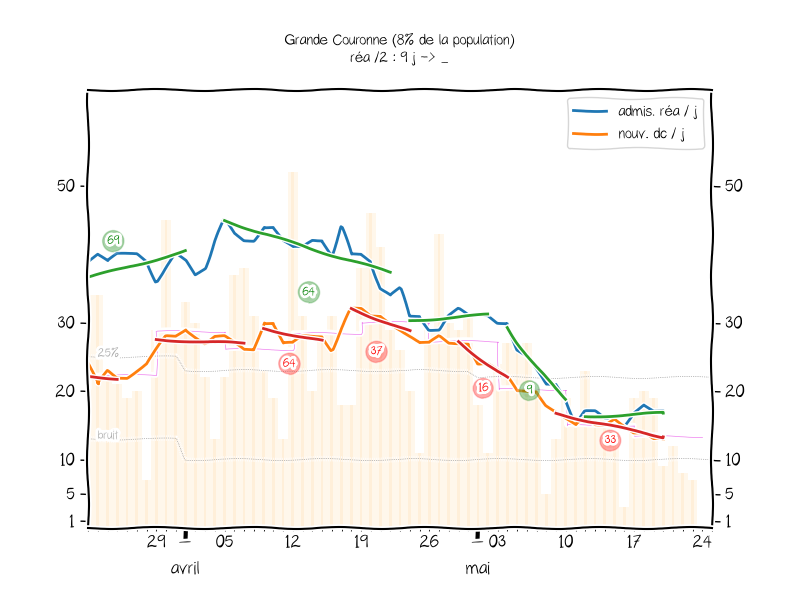 Grande Couronne (8% de la population)
réa /2 : 9 j -> _
admis. réa / j
nouv. dc / j
50
50
69
64
30
30
25%
37
64
16
9
20
20
bruit
33
10
10
5
5
1
1
29 1 05 12 19 26 1 03 10 17 24
avril mai